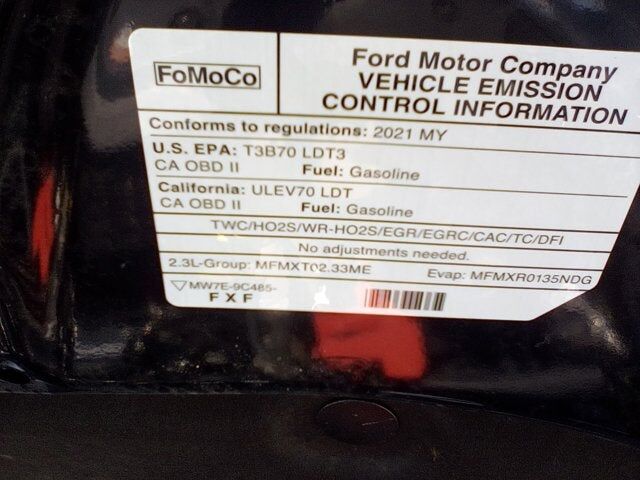 FoMoCo
Ford Motor Company
VEHICLE EMISSION
CONTROL INFORMATION
Conforms to regulations: 2021 MY
U.S. EPA: T3B70 LDT3
CA OBD II Fuel: Gasoline
California: ULEV70 LDT
CA OBD II Fuel: Gasoline
TWC/HO2S/WR-HO2S/EGR/EGRC/CAC/TC/DFI
No adjustments needed.
2.3L-Group: MFMXT02.33ME Evap: MFMXR0135NDG
MW7E-9C485-
FXF